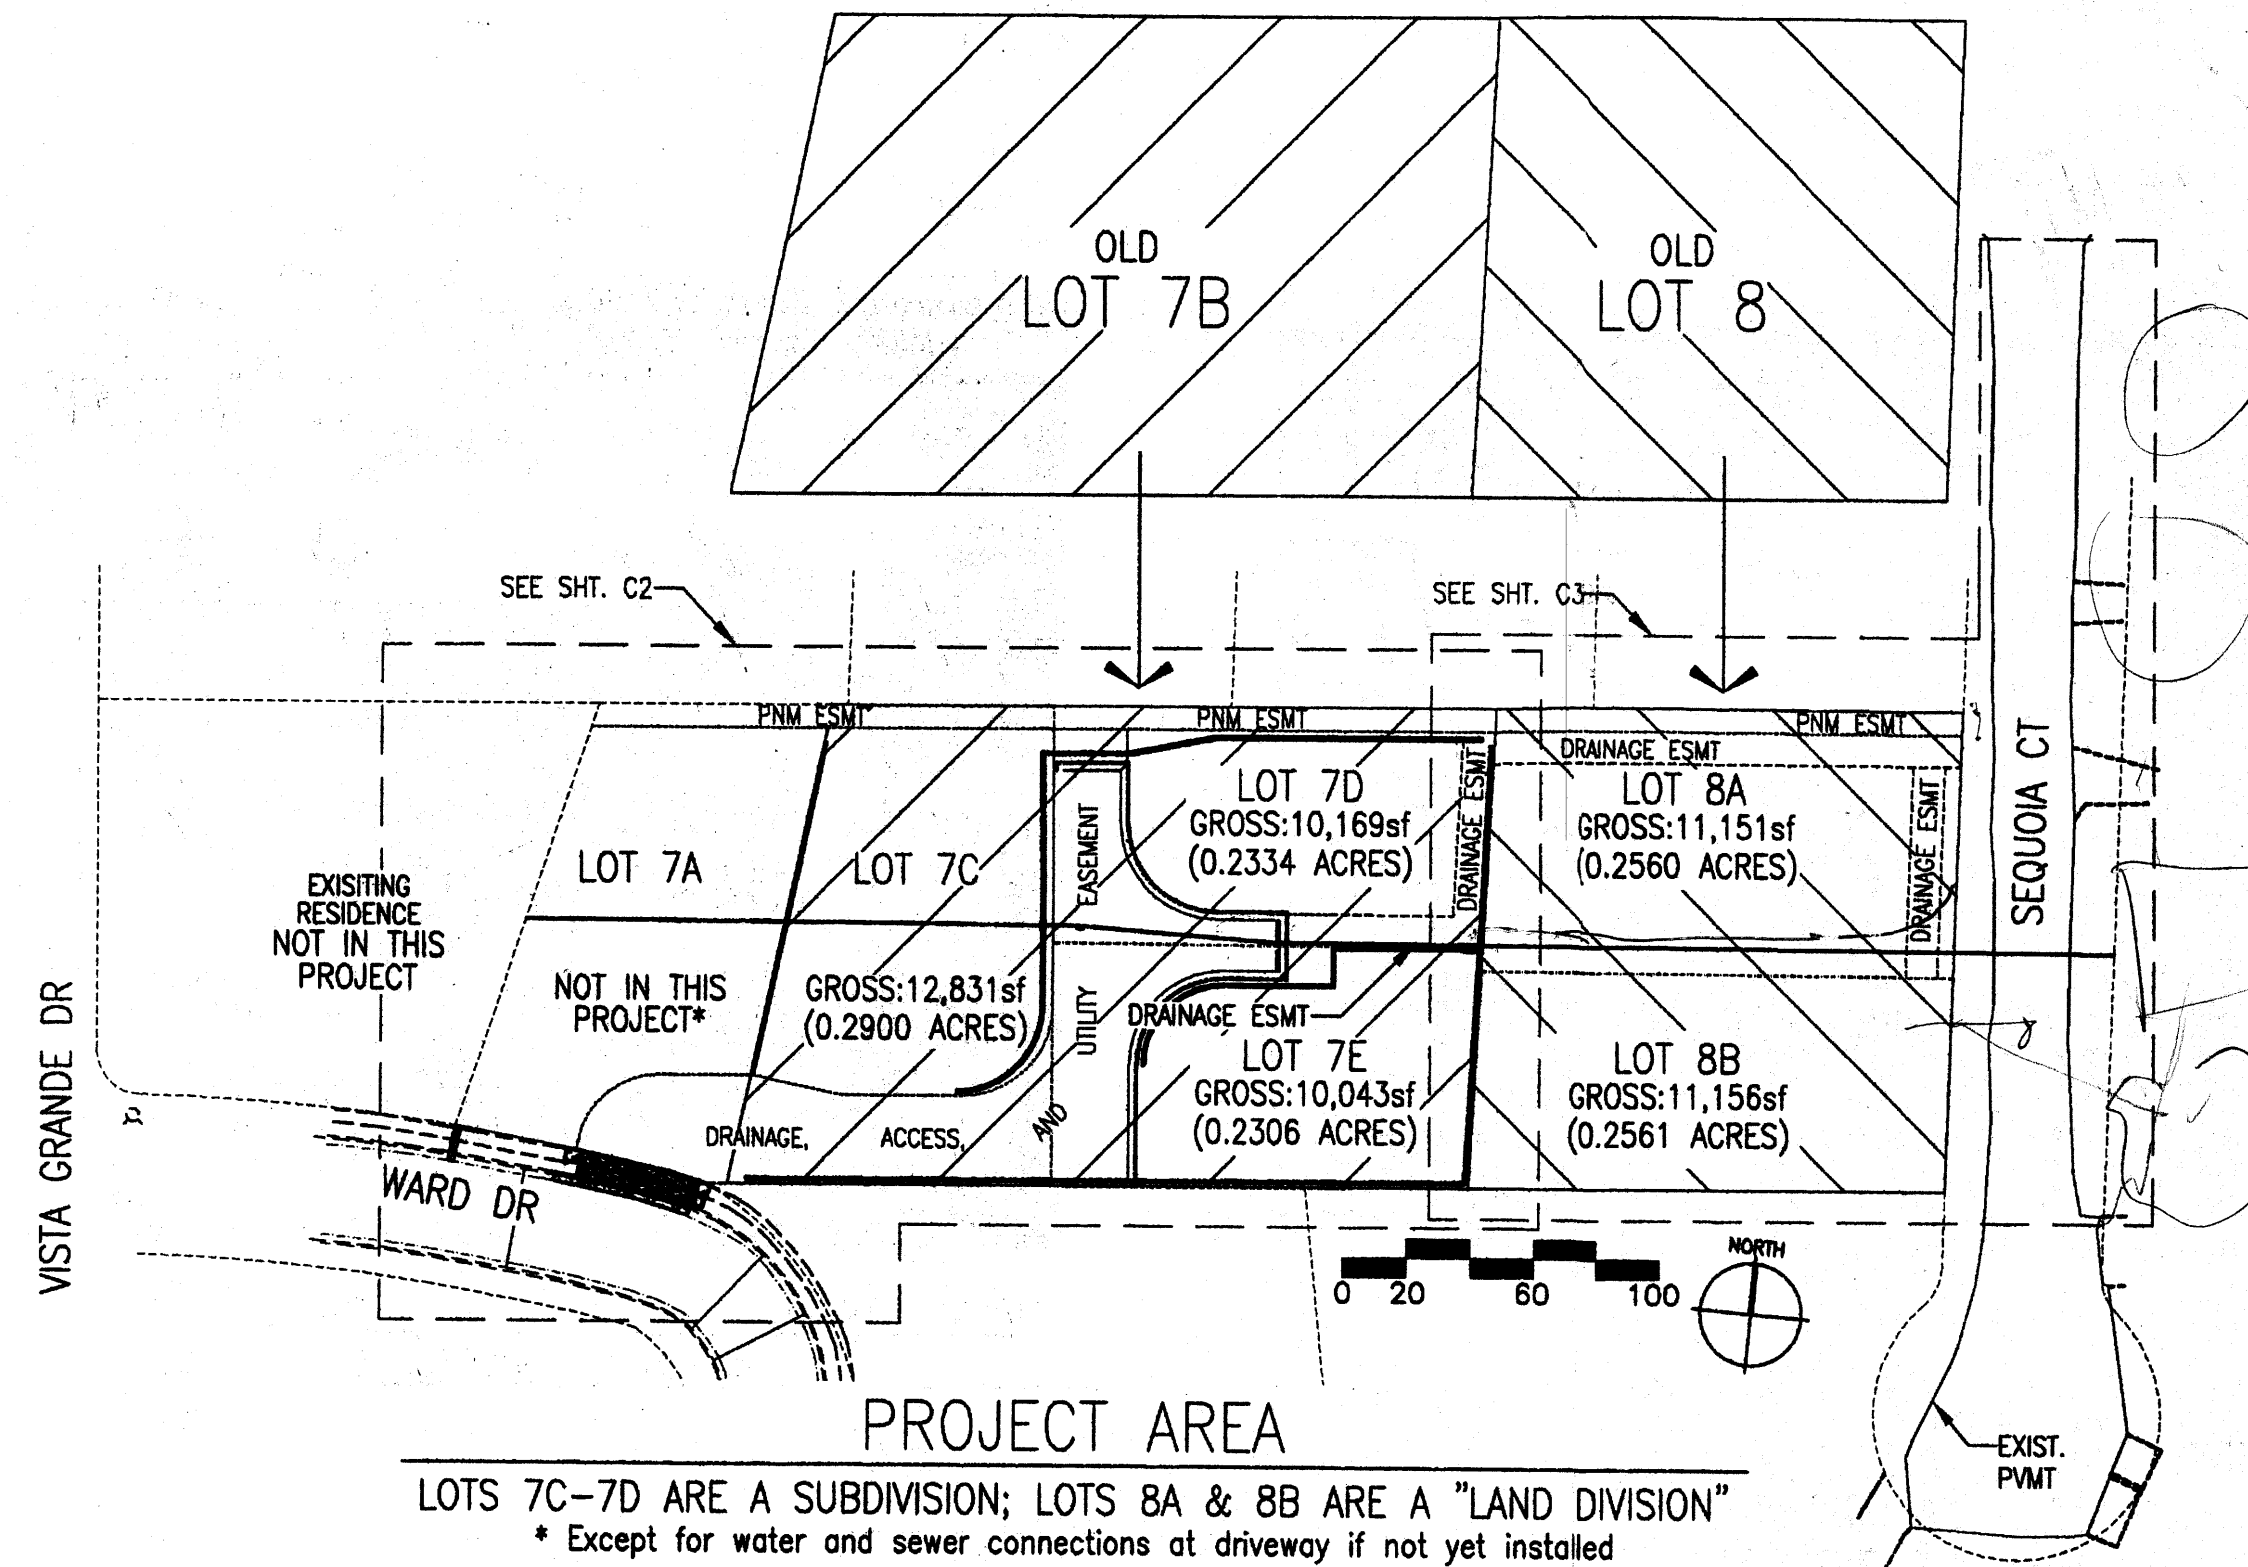 OLD
LOT 7B
OLD
LOT 8
SEE SHT. C2
SEE SHT. C3
PNM ESMT
PNM ESMT
PNM ESMT
DRAINAGE ESMT
LOT 7A
LOT 7C
EASEMENT
LOT 7D
GROSS:10,169sf
(0.2334 ACRES)
DRAINAGE ESMT
LOT 8A
GROSS:11,151sf
(0.2560 ACRES)
DRAINAGE ESMT
SEQUOIA CT
EXISITING
RESIDENCE
NOT IN THIS
PROJECT
NOT IN THIS
PROJECT*
GROSS:12,831sf
(0.2900 ACRES)
UTILITY
DRAINAGE ESMT
LOT 7E
GROSS:10,043sf
(0.2306 ACRES)
LOT 8B
GROSS:11,156sf
(0.2561 ACRES)
VISTA GRANDE DR
DRAINAGE, ACCESS, AND
WARD DR
0 20 60 100
NORTH
EXIST.
PVMT
PROJECT AREA
LOTS 7C-7D ARE A SUBDIVISION; LOTS 8A & 8B ARE A "LAND DIVISION"
* Except for water and sewer connections at driveway if not yet installed